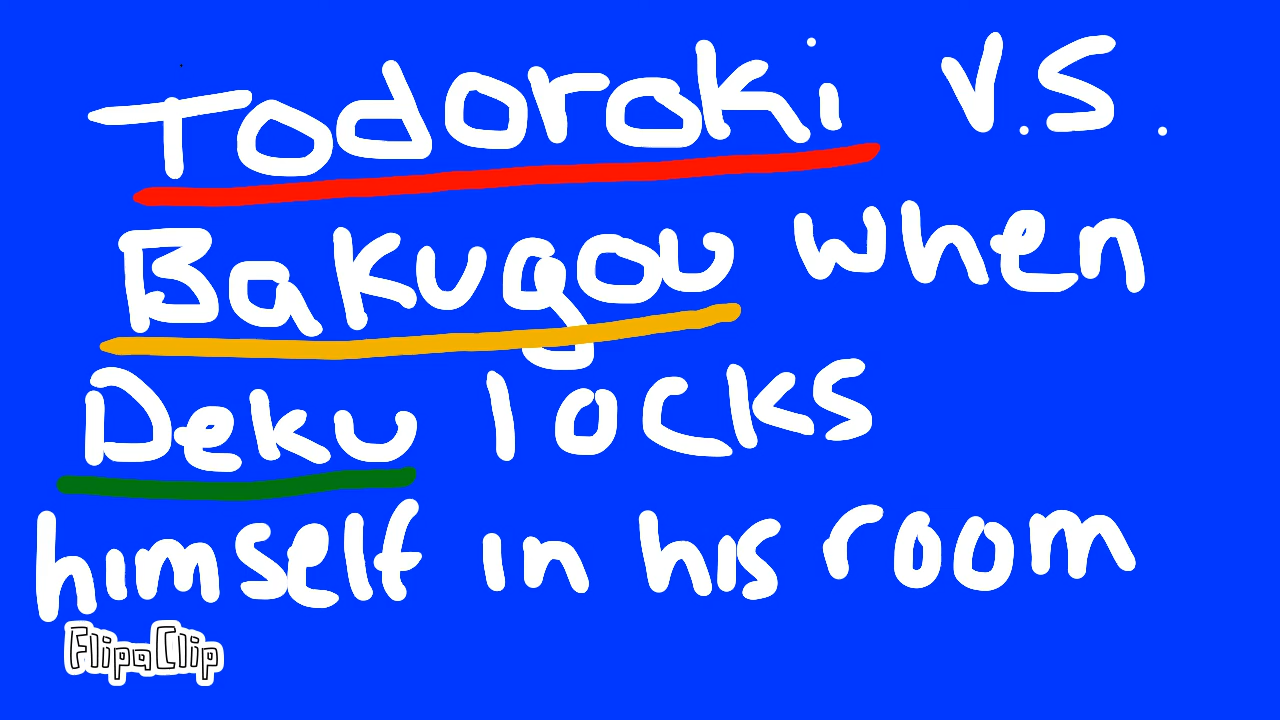 Todoroki v.s.
Bakugou when
Deku locks
himself in his room
FlipaClip